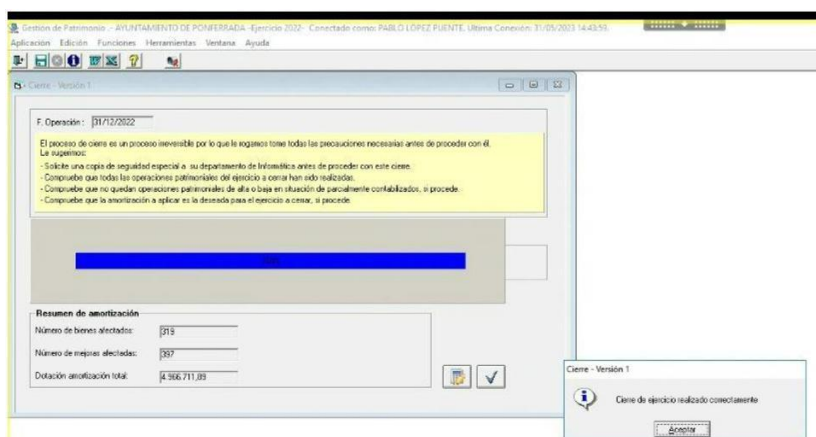 Gestión de Patrimonio .- AYUNTAMIENTO DE PONFERRADA -Ejercicio 2022- Conectado como: PABLO LOPEZ PUENTE, Ultima Conexión: 31/05/2023 14:43:59.
Aplicación Edición Funciones Herramientas Ventana Ayuda
Cierre - Versión 1
F. Operación : 31/12/2022
El proceso de cierre es un proceso irreversible por lo que le rogamos tome todas las precauciones necesarias antes de proceder con él.
Le sugerimos:
- Solicite una copia de seguridad especial a su departamento de Informática antes de proceder con este cierre.
- Compruebe que todas las operaciones patrimoniales del ejercicio a cerrar han sido realizadas.
- Compruebe que no quedan operaciones patrimoniales de alta o baja en situación de parcialmente contabilizados, si procede.
- Compruebe que la amortización a aplicar es la deseada para el ejercicio a cerrar, si procede.
Resumen de amortización
Número de bienes afectados: 319
Número de mejoras afectadas: 397
Dotación amortización total: 4.966.711,89
Cierre - Versión 1
Cierre de ejercicio realizado correctamente
Aceptar